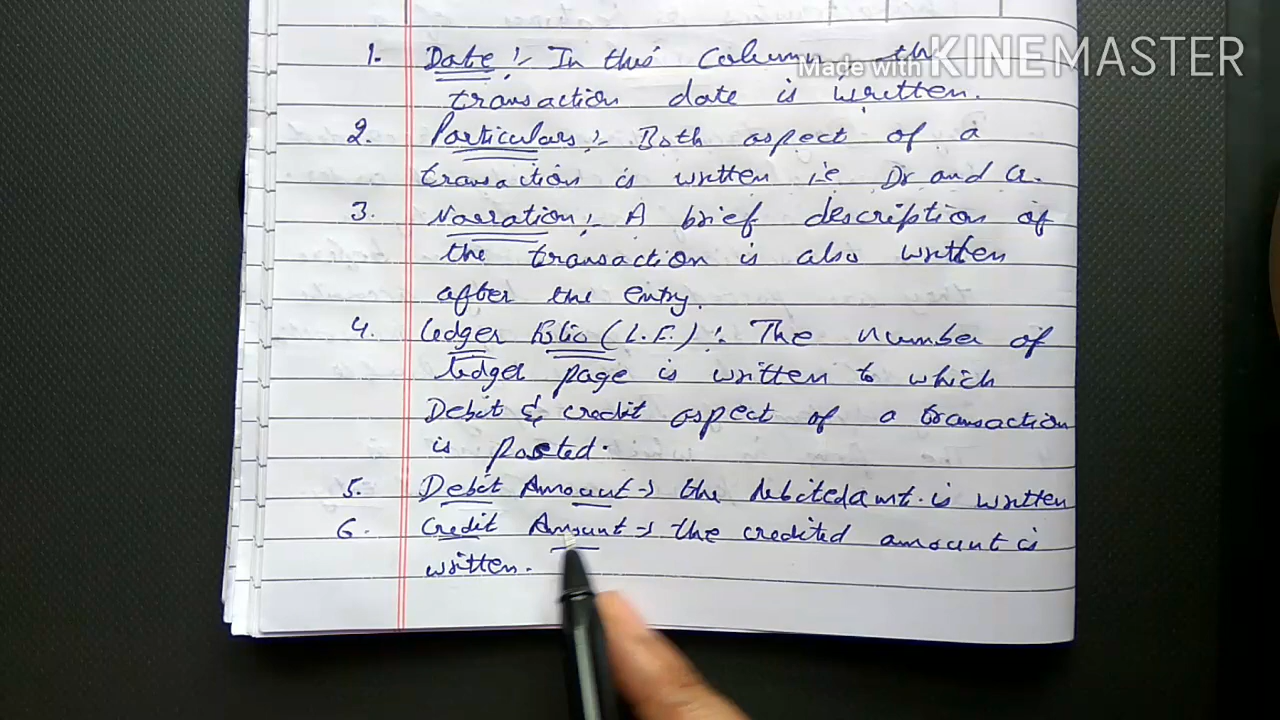 1. Date :- In this Column th
Made with KINEMASTER
transaction date is written.
2. Particulars :- Both aspect of a
transaction is written i.e Dr and Cr.
3. Narration :- A brief description of
the transaction is also written
after the entry.
4. Ledger Folio (L.F.) :- The number of
ledger page is written to which
Debit & credit aspect of a transaction
is posted.
5. Debit Amount → the debited amt. is written
6. Credit Amount → the credited amount is
written.